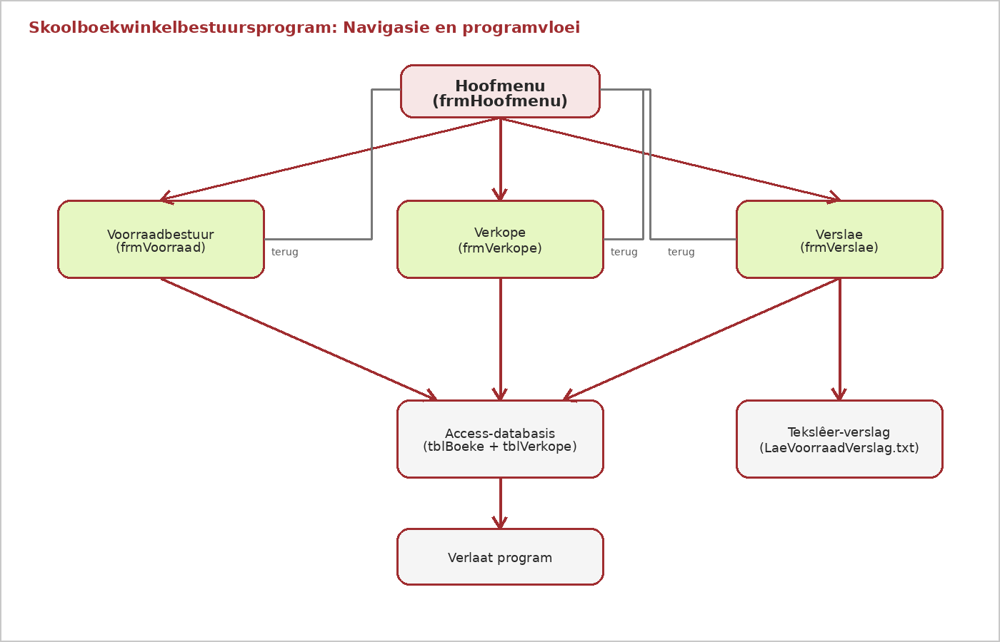 Skoolboekwinkelbestuursprogram: Navigasie en programvloei
Hoofmenu
(frmHoofmenu)
Voorraadbestuur
(frmVoorraad)
terug
Verkope
(frmVerkope)
terug
terug
Verslae
(frmVerslae)
Access-databasis
(tblBoeke + tblVerkope)
Tekslêer-verslag
(LaeVoorraadVerslag.txt)
Verlaat program